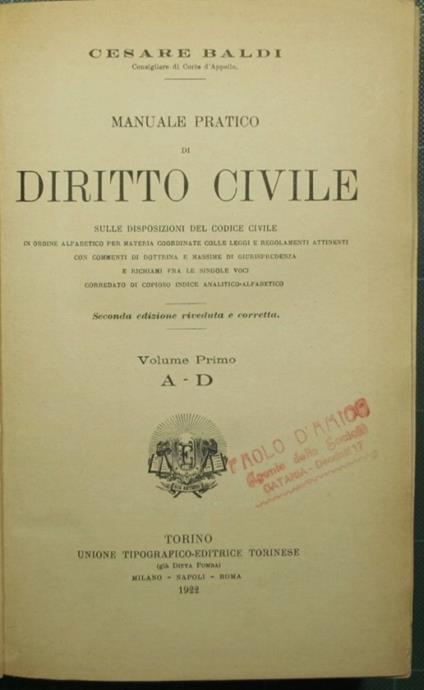 CESARE BALDI
Consigliere di Corte d'Appello.
MANUALE PRATICO
DI
DIRITTO CIVILE
SULLE DISPOSIZIONI DEL CODICE CIVILE
IN ORDINE ALFABETICO PER MATERIA COORDINATE COLLE LEGGI E REGOLAMENTI ATTINENTI
CON COMMENTI DI DOTTRINA E MASSIME DI GIURISPRUDENZA
E RICHIAMI FRA LE SINGOLE VOCI
CORREDATO DI COPIOSO INDICE ANALITICO-ALFABETICO
Seconda edizione riveduta e corretta.
Volume Primo
A - D
PAOLO D'AMICO
Agente della Società
CATANIA -
TORINO
UNIONE TIPOGRAFICO-EDITRICE TORINESE
(già DITTA POMBA)
MILANO - NAPOLI - ROMA
1922